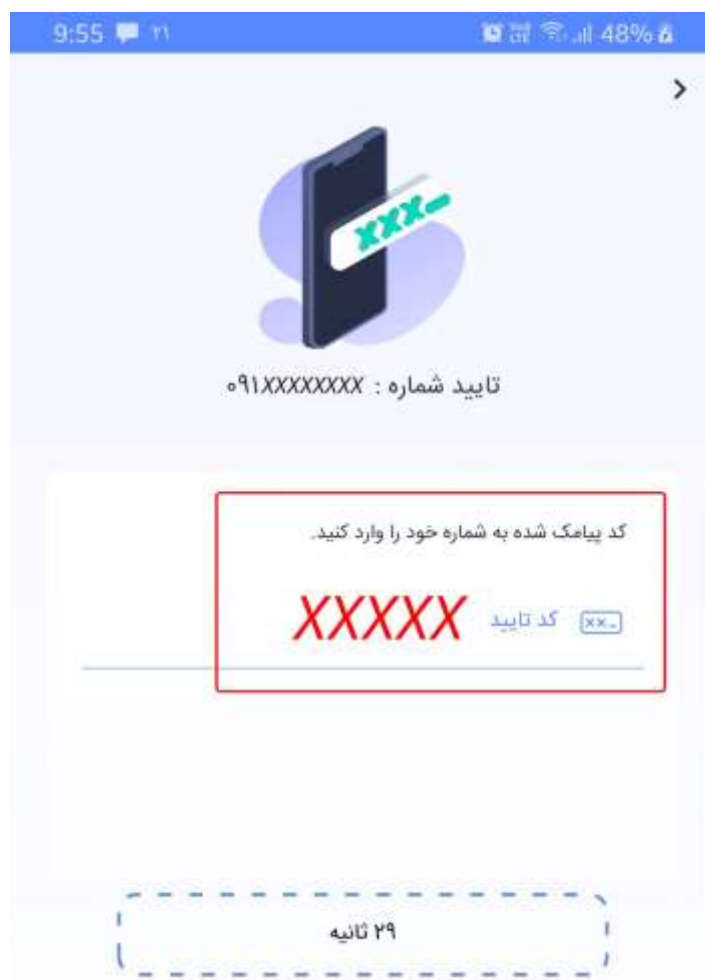 9:55 ۲۱ 48%
xxx-
تایید شماره : ۰۹۱XXXXXXXX
کد پیامک شده به شماره خود را وارد کنید.
کد تایید XXXXX
۲۹ ثانیه